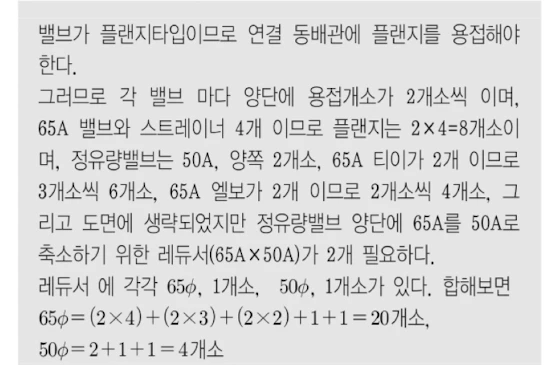 밸브가 플랜지타입이므로 연결 동배관에 플랜지를 용접해야
한다.
그러므로 각 밸브 마다 양단에 용접개소가 2개소씩 이며,
65A 밸브와 스트레이너 4개 이므로 플랜지는 2×4=8개소이
며, 정유량밸브는 50A, 양쪽 2개소, 65A 티이가 2개 이므로
3개소씩 6개소, 65A 엘보가 2개 이므로 2개소씩 4개소, 그
리고 도면에 생략되었지만 정유량밸브 양단에 65A를 50A로
축소하기 위한 레듀서(65A×50A)가 2개 필요하다.
레듀서 에 각각 65ϕ, 1개소, 50ϕ, 1개소가 있다. 합해보면
65ϕ=(2×4)+(2×3)+(2×2)+1+1=20개소,
50ϕ=2+1+1=4개소